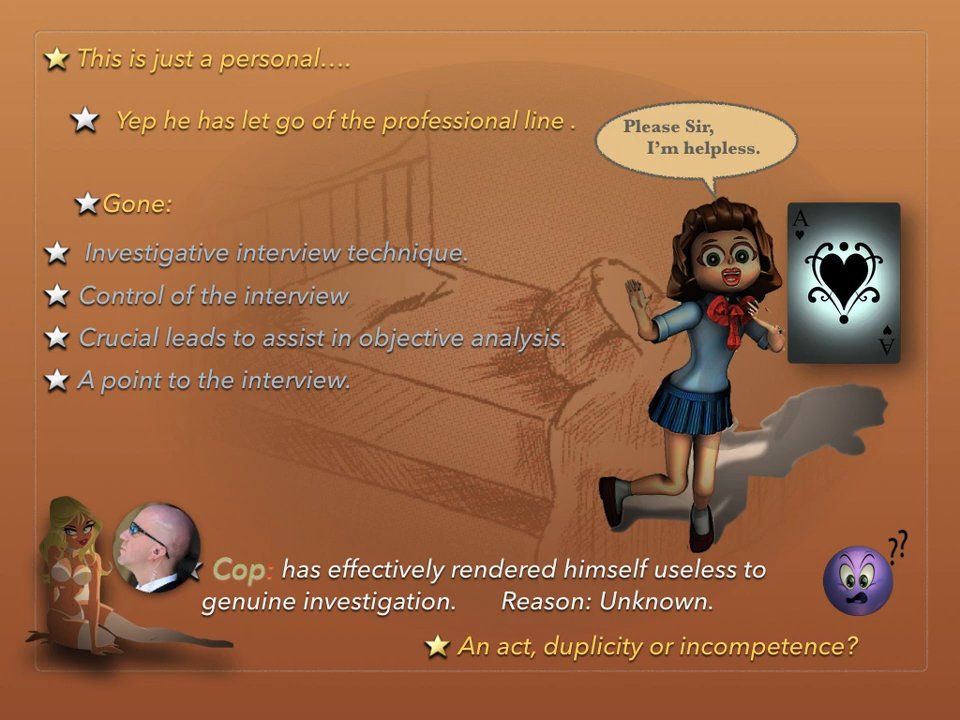 This is just a personal....
Yep he has let go of the professional line .
Please Sir,
I'm helpless.
Gone:
A
Investigative interview technique.
Control of the interview
Crucial leads to assist in objective analysis.
A
A point to the interview.
??
Cop: has effectively rendered himself useless to
genuine investigation. Reason: Unknown.
An act, duplicity or incompetence?